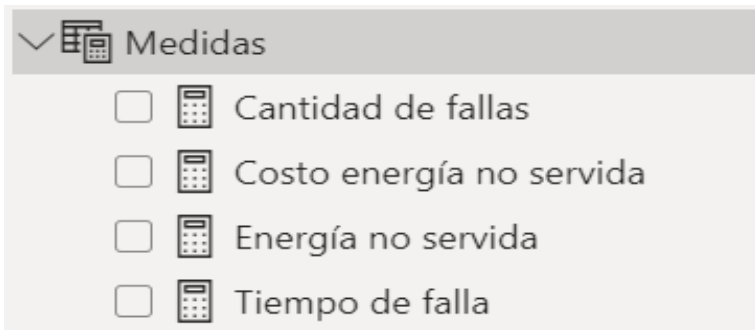 Medidas
Cantidad de fallas
Costo energía no servida
Energía no servida
Tiempo de falla